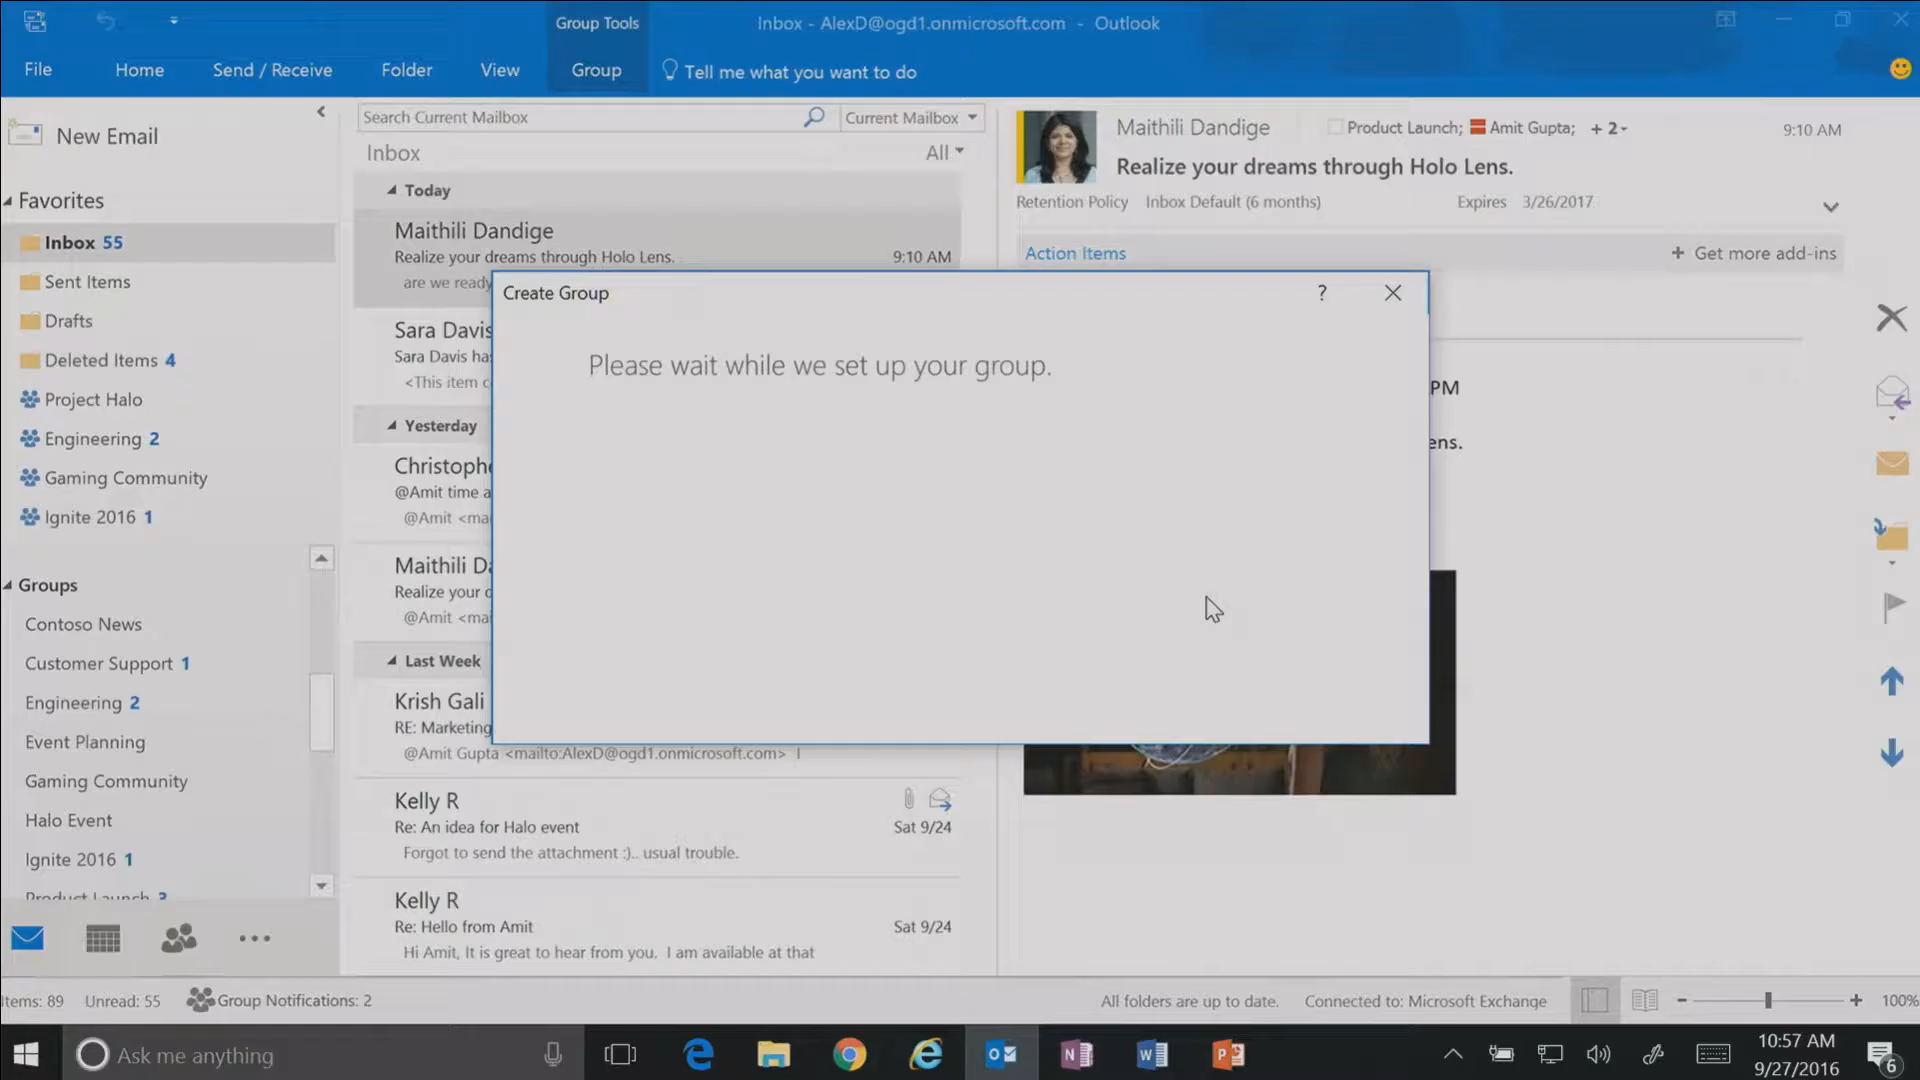 Group Tools
Inbox - AlexD@ogd1.onmicrosoft.com - Outlook
File
Home
Send / Receive
Folder
View
Group
Tell me what you want to do
New Email
Favorites
Inbox 55
Sent Items
Drafts
Deleted Items 4
Project Halo
Engineering 2
Gaming Community
Ignite 2016 1
Groups
Contoso News
Customer Support 1
Engineering 2
Event Planning
Gaming Community
Halo Event
Ignite 2016 1
Product Launch 3
Search Current Mailbox
Current Mailbox
Inbox
All
Today
Maithili Dandige
Realize your dreams through Holo Lens. 9:10 AM
are we ready
Sara Davis
Sara Davis ha
<This item c
Yesterday
Christophe
@Amit time a
@Amit <mai
Maithili Da
Realize your d
@Amit <mai
Last Week
Krish Gali
RE: Marketing
@Amit Gupta <mailto:AlexD@ogd1.onmicrosoft.com> I
Kelly R
Re: An idea for Halo event Sat 9/24
Forgot to send the attachment :).. usual trouble.
Kelly R
Re: Hello from Amit Sat 9/24
Hi Amit, It is great to hear from you. I am available at that
Maithili Dandige
Product Launch; Amit Gupta; + 2
9:10 AM
Realize your dreams through Holo Lens.
Retention Policy Inbox Default (6 months) Expires 3/26/2017
Action Items
+ Get more add-ins
PM
ens.
Create Group
?
Please wait while we set up your group.
Items: 89
Unread: 55
Group Notifications: 2
All folders are up to date.
Connected to: Microsoft Exchange
100%
Ask me anything
10:57 AM
9/27/2016
6